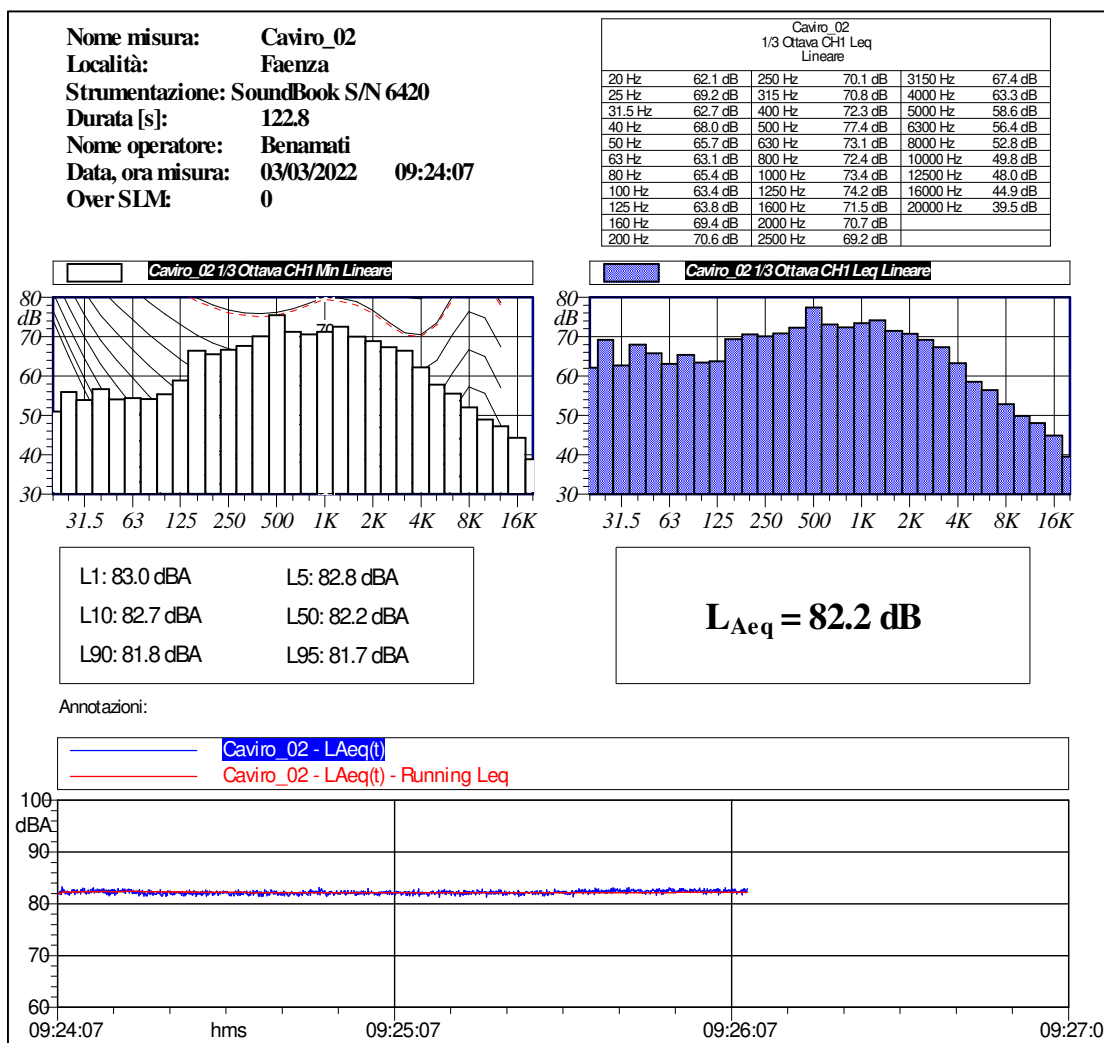 Nome misura: Caviro_02
Località: Faenza
Strumentazione: SoundBook S/N 6420
Durata [s]: 122.8
Nome operatore: Benamati
Data, ora misura: 03/03/2022 09:24:07
Over SLM: 0
Caviro_02
1/3 Ottava CH1 Leq
Lineare
20 Hz 62.1 dB 250 Hz 70.1 dB 3150 Hz 67.4 dB
25 Hz 69.2 dB 315 Hz 70.8 dB 4000 Hz 63.3 dB
31.5 Hz 62.7 dB 400 Hz 72.3 dB 5000 Hz 58.6 dB
40 Hz 68.0 dB 500 Hz 77.4 dB 6300 Hz 56.4 dB
50 Hz 65.7 dB 630 Hz 73.1 dB 8000 Hz 52.8 dB
63 Hz 63.1 dB 800 Hz 72.4 dB 10000 Hz 49.8 dB
80 Hz 65.4 dB 1000 Hz 73.4 dB 12500 Hz 48.0 dB
100 Hz 63.4 dB 1250 Hz 74.2 dB 16000 Hz 44.9 dB
125 Hz 63.8 dB 1600 Hz 71.5 dB 20000 Hz 39.5 dB
160 Hz 69.4 dB 2000 Hz 70.7 dB
200 Hz 70.6 dB 2500 Hz 69.2 dB
Caviro_02 1/3 Ottava CH1 Min Lineare
80
dB
70
60
50
40
30
70
31.5 63 125 250 500 1K 2K 4K 8K 16K
Caviro_02 1/3 Ottava CH1 Leq Lineare
80
dB
70
60
50
40
30
31.5 63 125 250 500 1K 2K 4K 8K 16K
L1: 83.0 dBA L5: 82.8 dBA
L10: 82.7 dBA L50: 82.2 dBA
L90: 81.8 dBA L95: 81.7 dBA
LAeq = 82.2 dB
Annotazioni:
Caviro_02 - LAeq(t)
Caviro_02 - LAeq(t) - Running Leq
100
dBA
90
80
70
60
09:24:07 hms 09:25:07 09:26:07 09:27:0